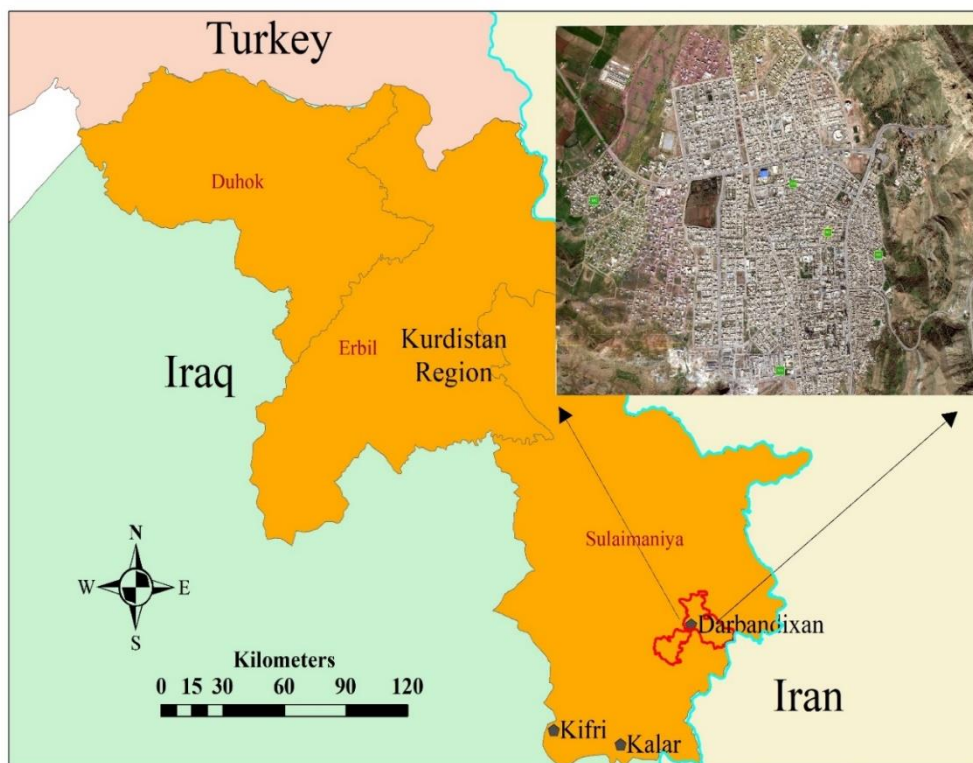 Turkey
Duhok
Erbil
Kurdistan
Region
Iraq
Sulaimaniya
N
W E
S
Darbandixan
Kilometers
0 15 30 60 90 120
Iran
Kifri
Kalar